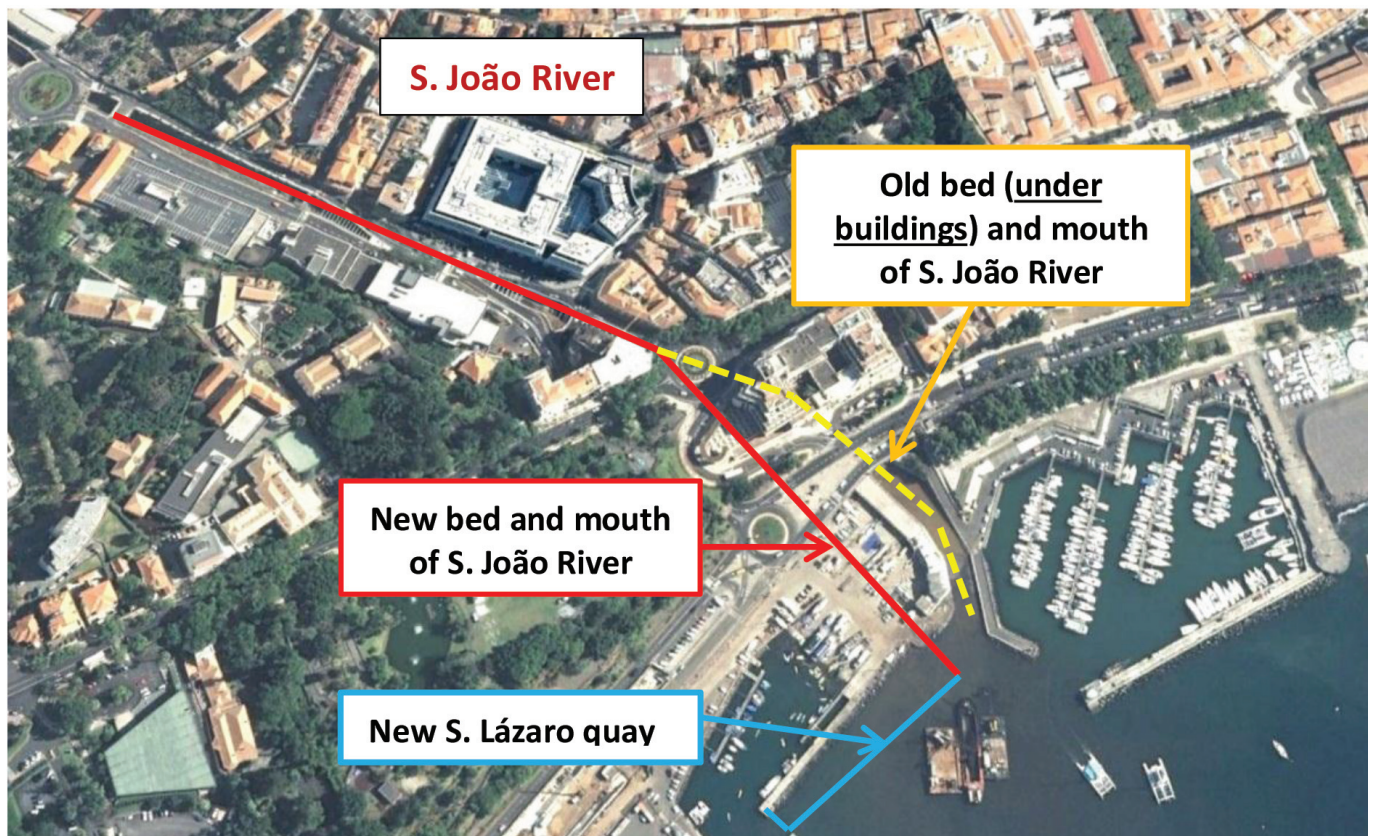 S. João River
Old bed (under
buildings) and mouth
of S. João River
New bed and mouth
of S. João River
New S. Lázaro quay